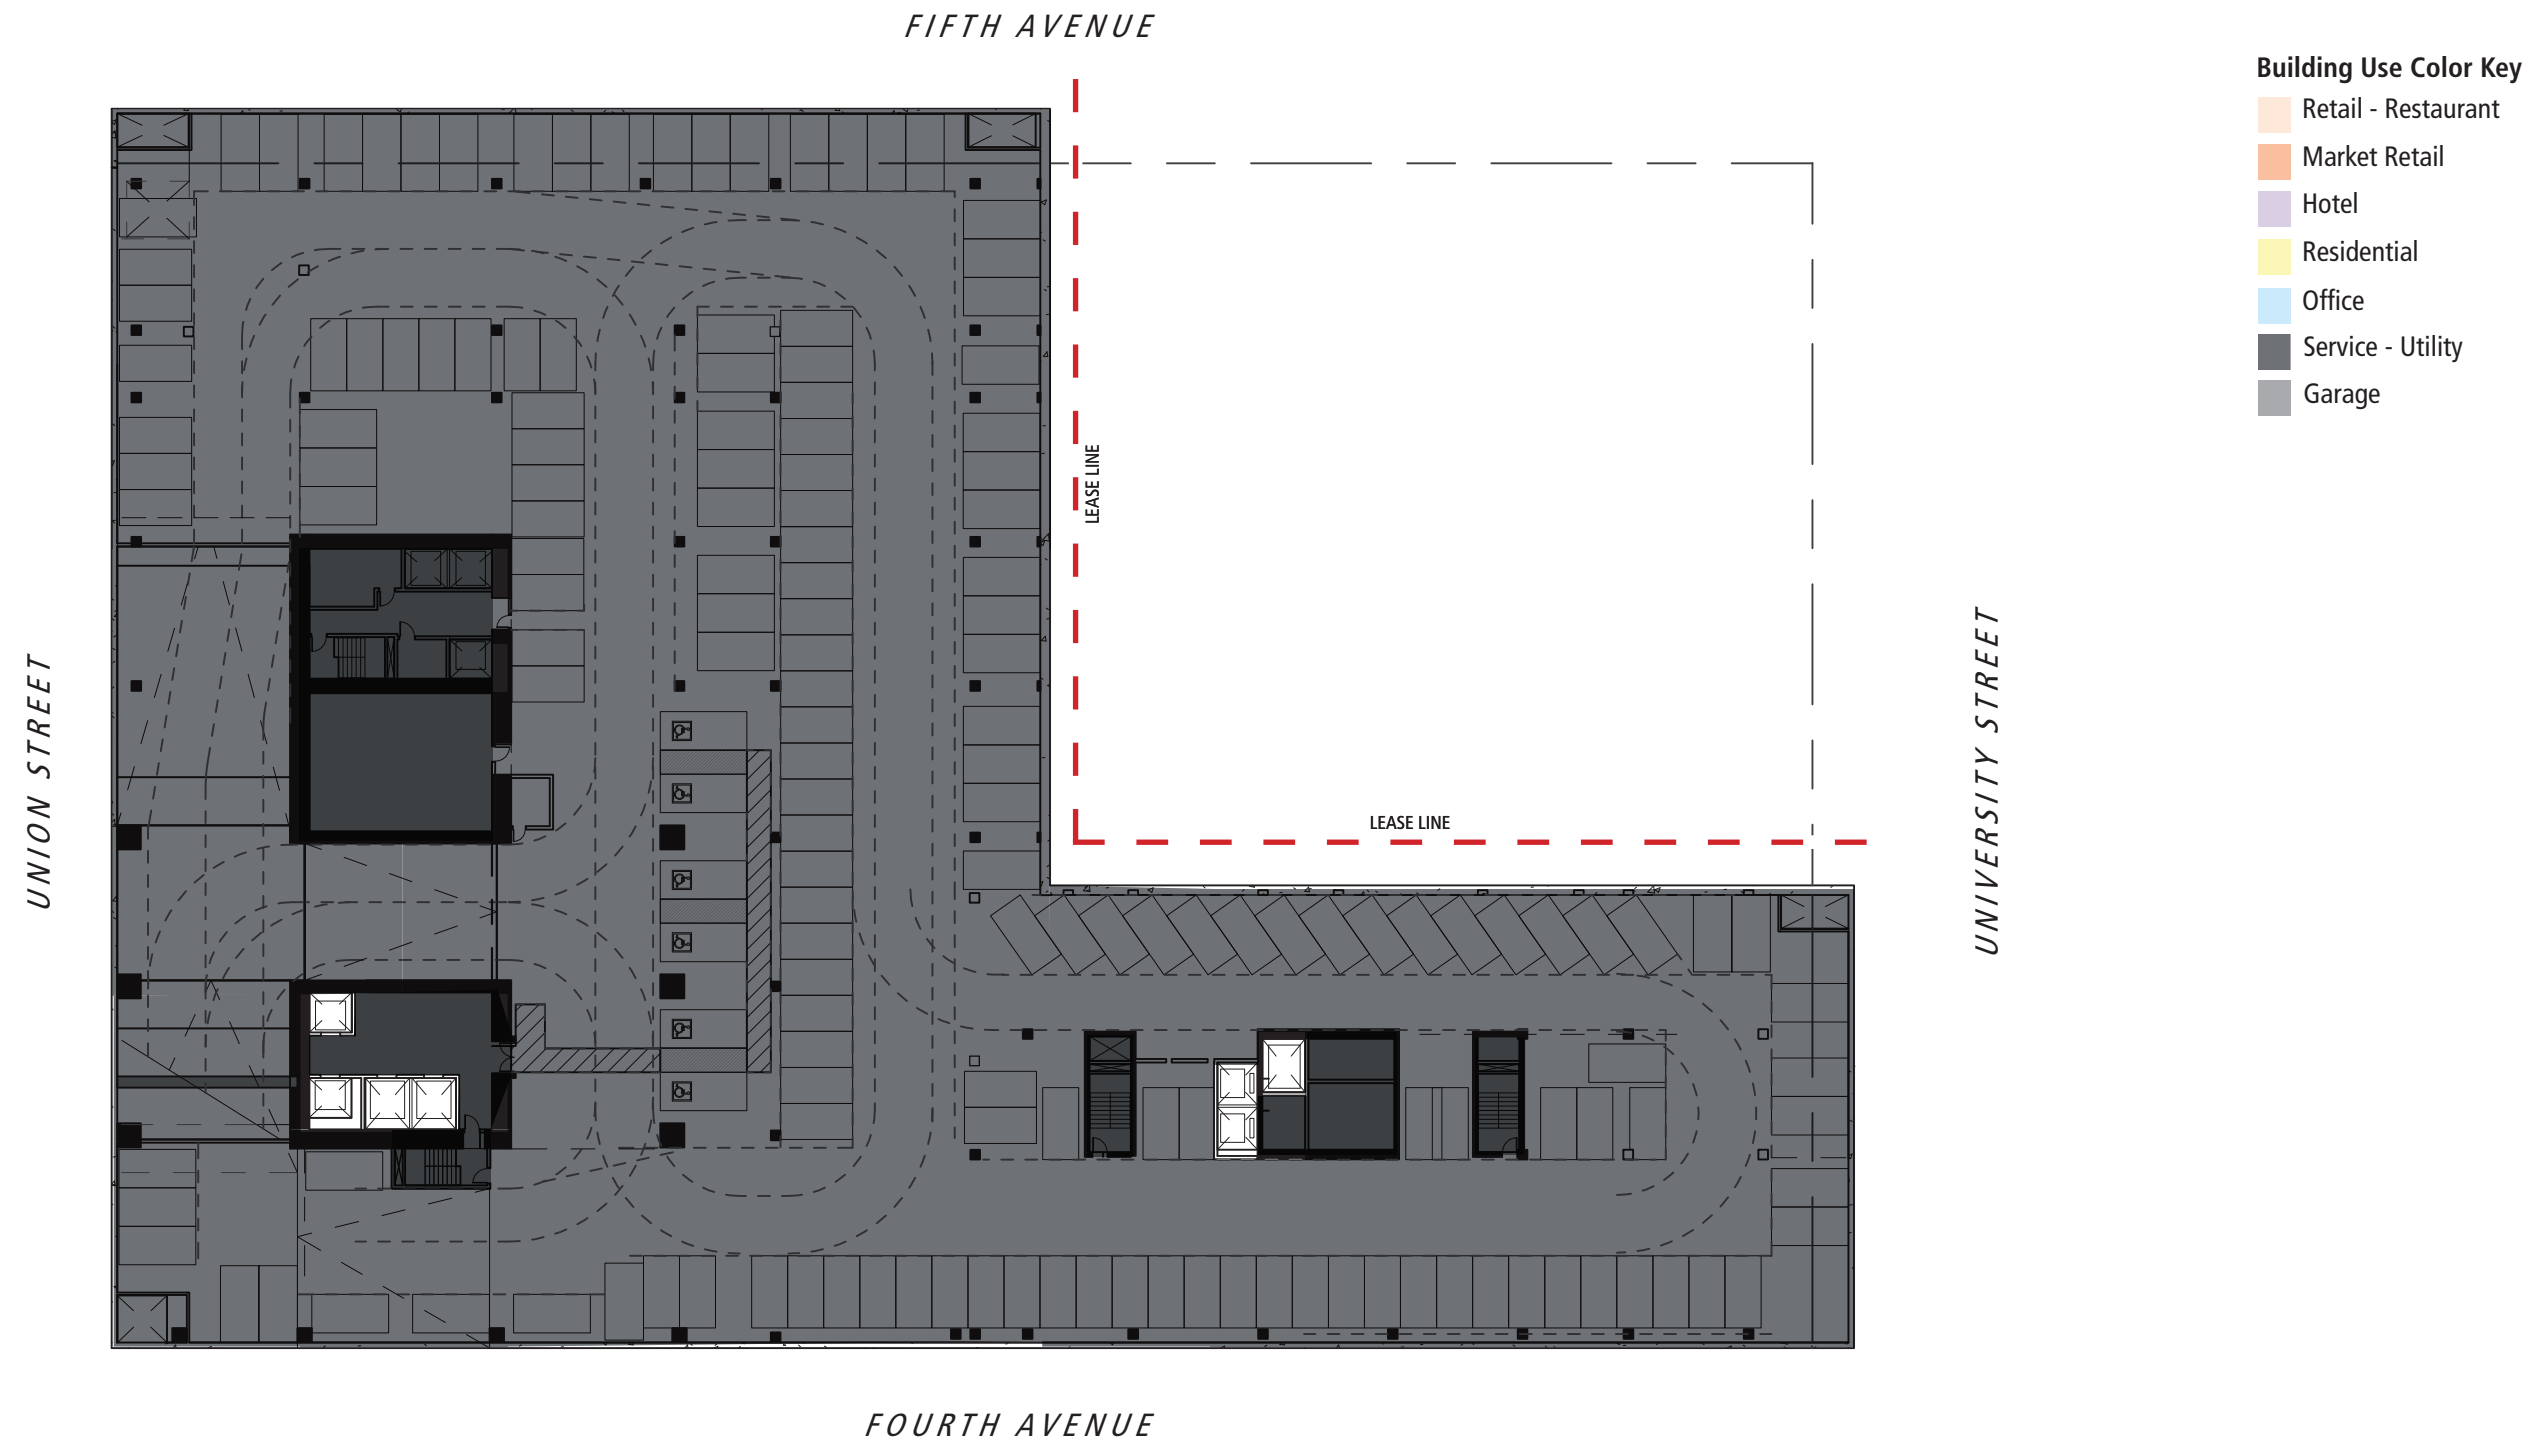 FIFTH AVENUE
Building Use Color Key
Retail - Restaurant
Market Retail
Hotel
Residential
Office
Service - Utility
Garage
LEASE LINE
LEASE LINE
UNION STREET
UNIVERSITY STREET
FOURTH AVENUE